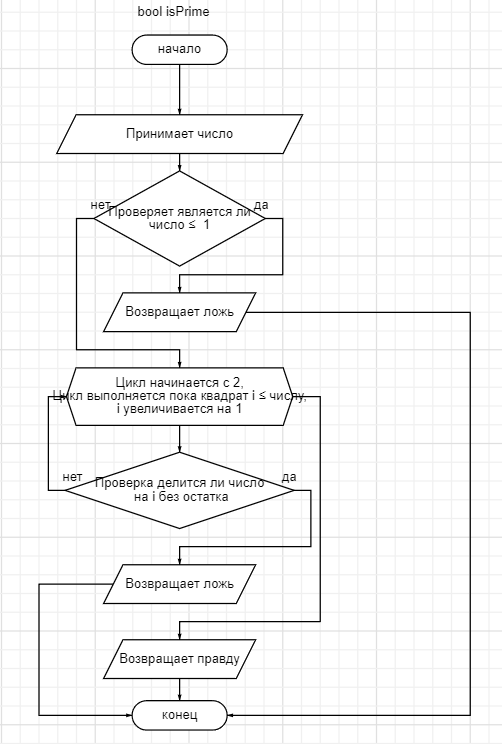 bool isPrime
начало
Принимает число
нет
да
Проверяет является ли
число ≤ 1
Возвращает ложь
Цикл начинается с 2,
Цикл выполняется пока квадрат i ≤ числу,
i увеличивается на 1
нет
да
Проверка делится ли число
на i без остатка
Возвращает ложь
Возвращает правду
конец